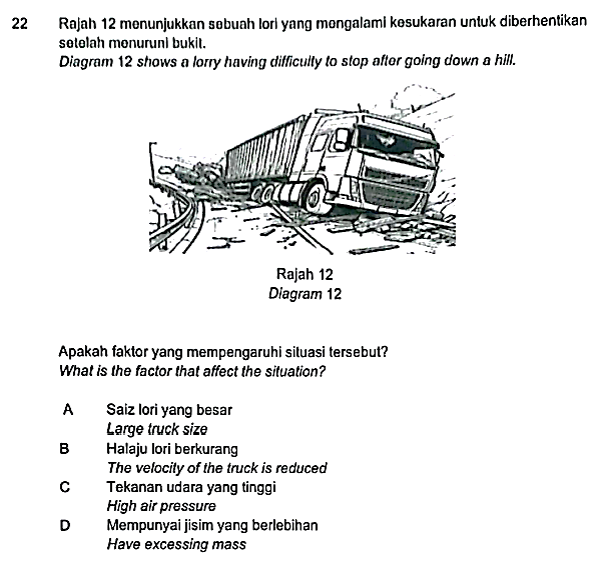 22 Rajah 12 menunjukkan sebuah lori yang mengalami kesukaran untuk diberhentikan
setelah menuruni bukit.
Diagram 12 shows a lorry having difficulty to stop after going down a hill.
Rajah 12
Diagram 12
Apakah faktor yang mempengaruhi situasi tersebut?
What is the factor that affect the situation?
A Saiz lori yang besar
Large truck size
B Halaju lori berkurang
The velocity of the truck is reduced
C Tekanan udara yang tinggi
High air pressure
D Mempunyai jisim yang berlebihan
Have excessing mass